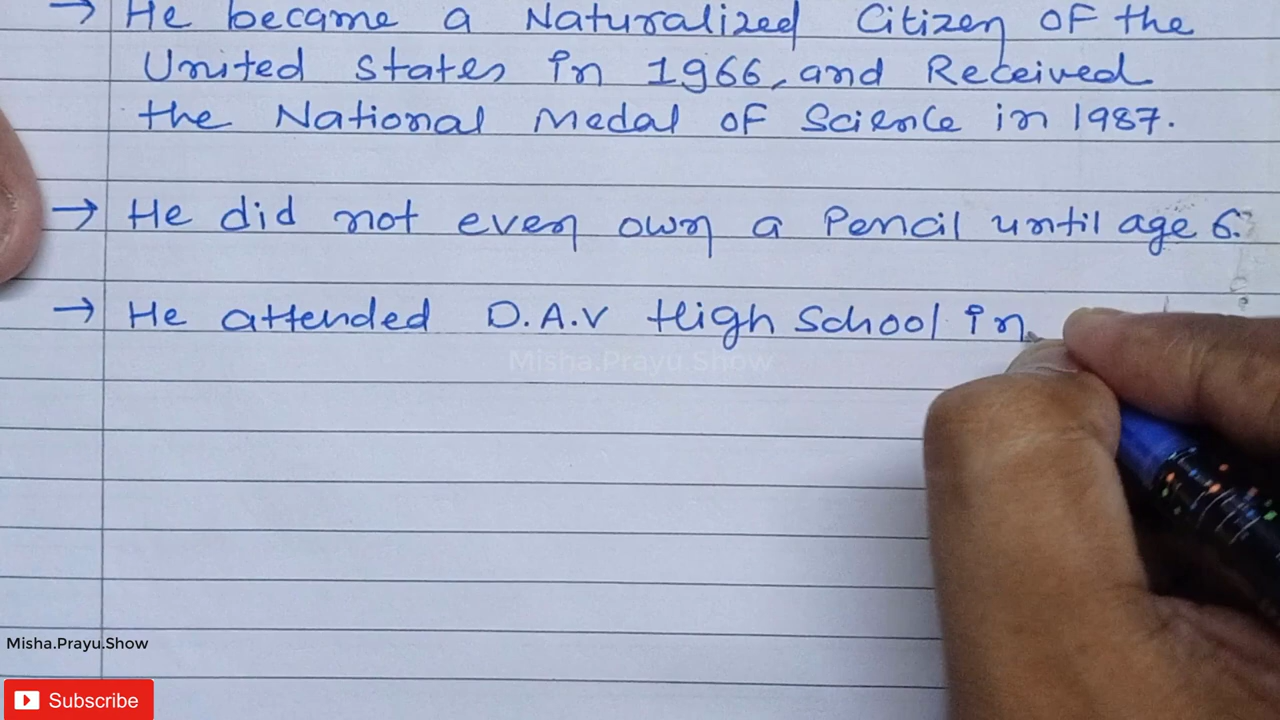 → He became a Naturalized Citizen OF the
United States in 1966, and Received
the National Medal OF Science in 1987.
→ He did not even own a Pencil until age 6.
→ He attended D.A.V High School in
Misha.Prayu.Show
Misha.Prayu.Show
Subscribe